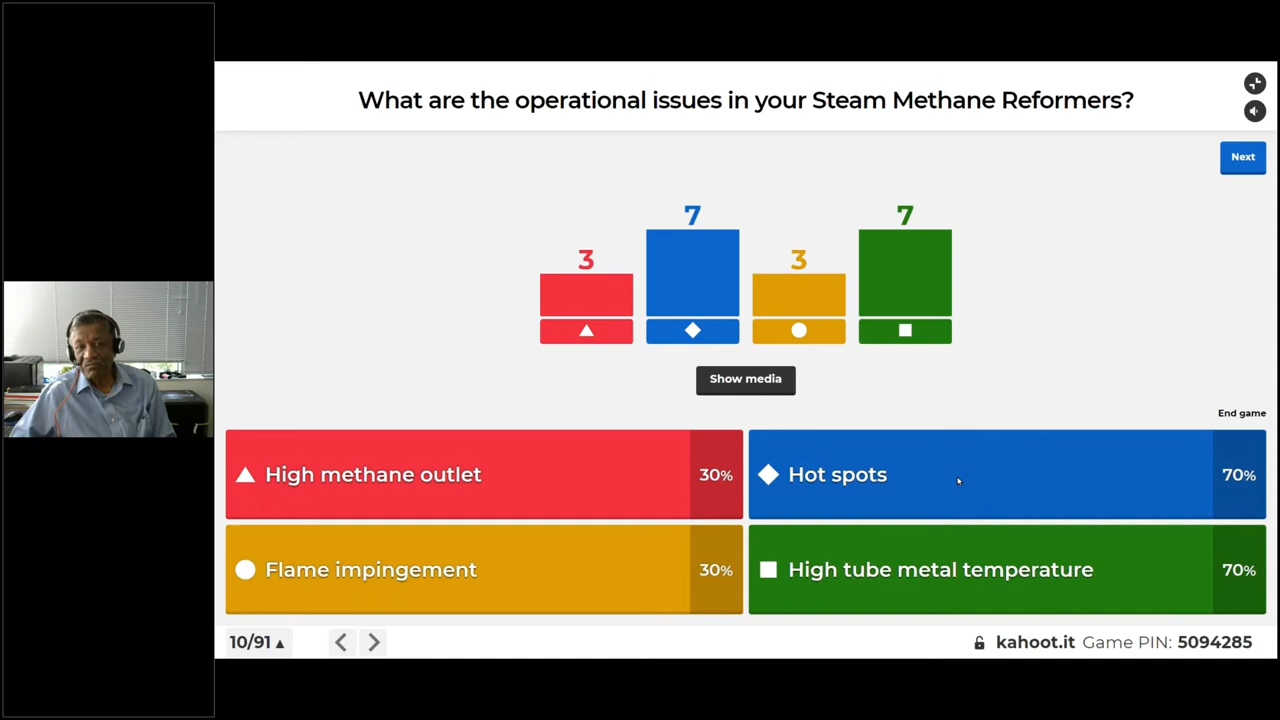 What are the operational issues in your Steam Methane Reformers?
Next
3
7
3
7
Show media
End game
High methane outlet 30%
Hot spots 70%
Flame impingement 30%
High tube metal temperature 70%
10/91
kahoot.it Game PIN: 5094285